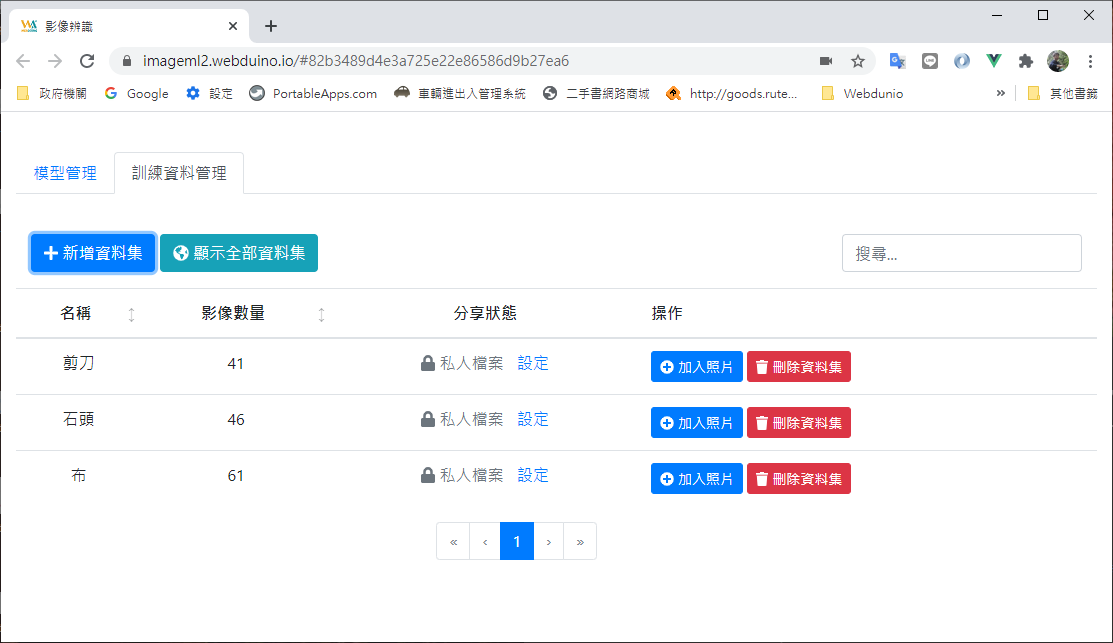 影像辨識
imageml2.webduino.io/#82b3489d4e3a725e22e86586d9b27ea6
政府機關 Google 設定 PortableApps.com 車輛進出入管理系統 二手書網路商城 http://goods.rute... Webdunio » 其他書籤
模型管理 訓練資料管理
新增資料集 顯示全部資料集 搜尋...
名稱 影像數量 分享狀態 操作
剪刀 41 私人檔案 設定 加入照片 刪除資料集
石頭 46 私人檔案 設定 加入照片 刪除資料集
布 61 私人檔案 設定 加入照片 刪除資料集
« ‹ 1 › »